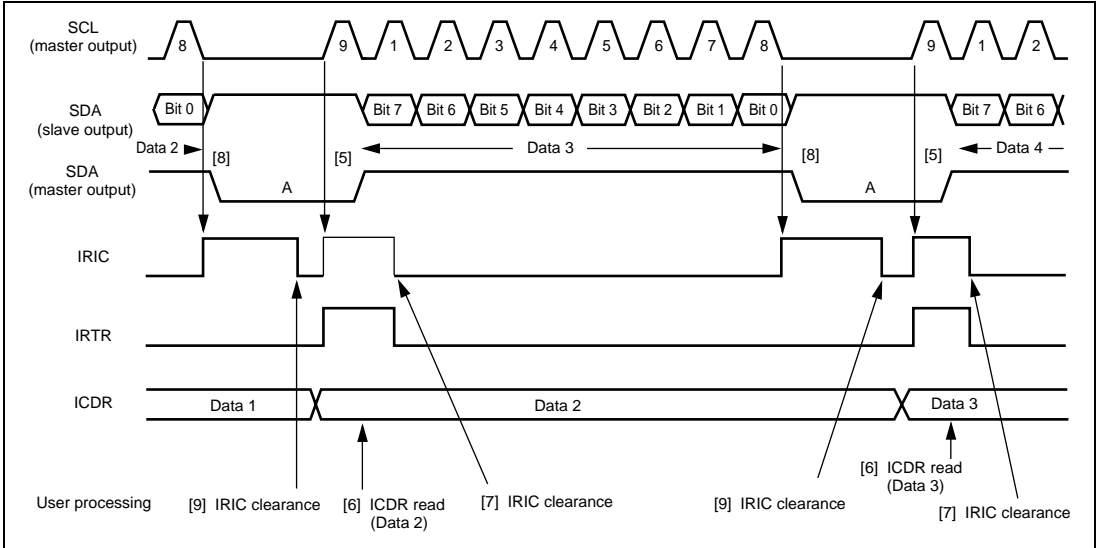 SCL
(master output)
8 9 1 2 3 4 5 6 7 8 9 1 2
SDA
(slave output)
Bit 0 Bit 7 Bit 6 Bit 5 Bit 4 Bit 3 Bit 2 Bit 1 Bit 0 Bit 7 Bit 6
Data 2 [8] [5] Data 3 [8] [5] Data 4
SDA
(master output)
A A
IRIC
IRTR
ICDR
Data 1 Data 2 Data 3
User processing
[9] IRIC clearance
[6] ICDR read
(Data 2)
[7] IRIC clearance
[9] IRIC clearance
[6] ICDR read
(Data 3)
[7] IRIC clearance